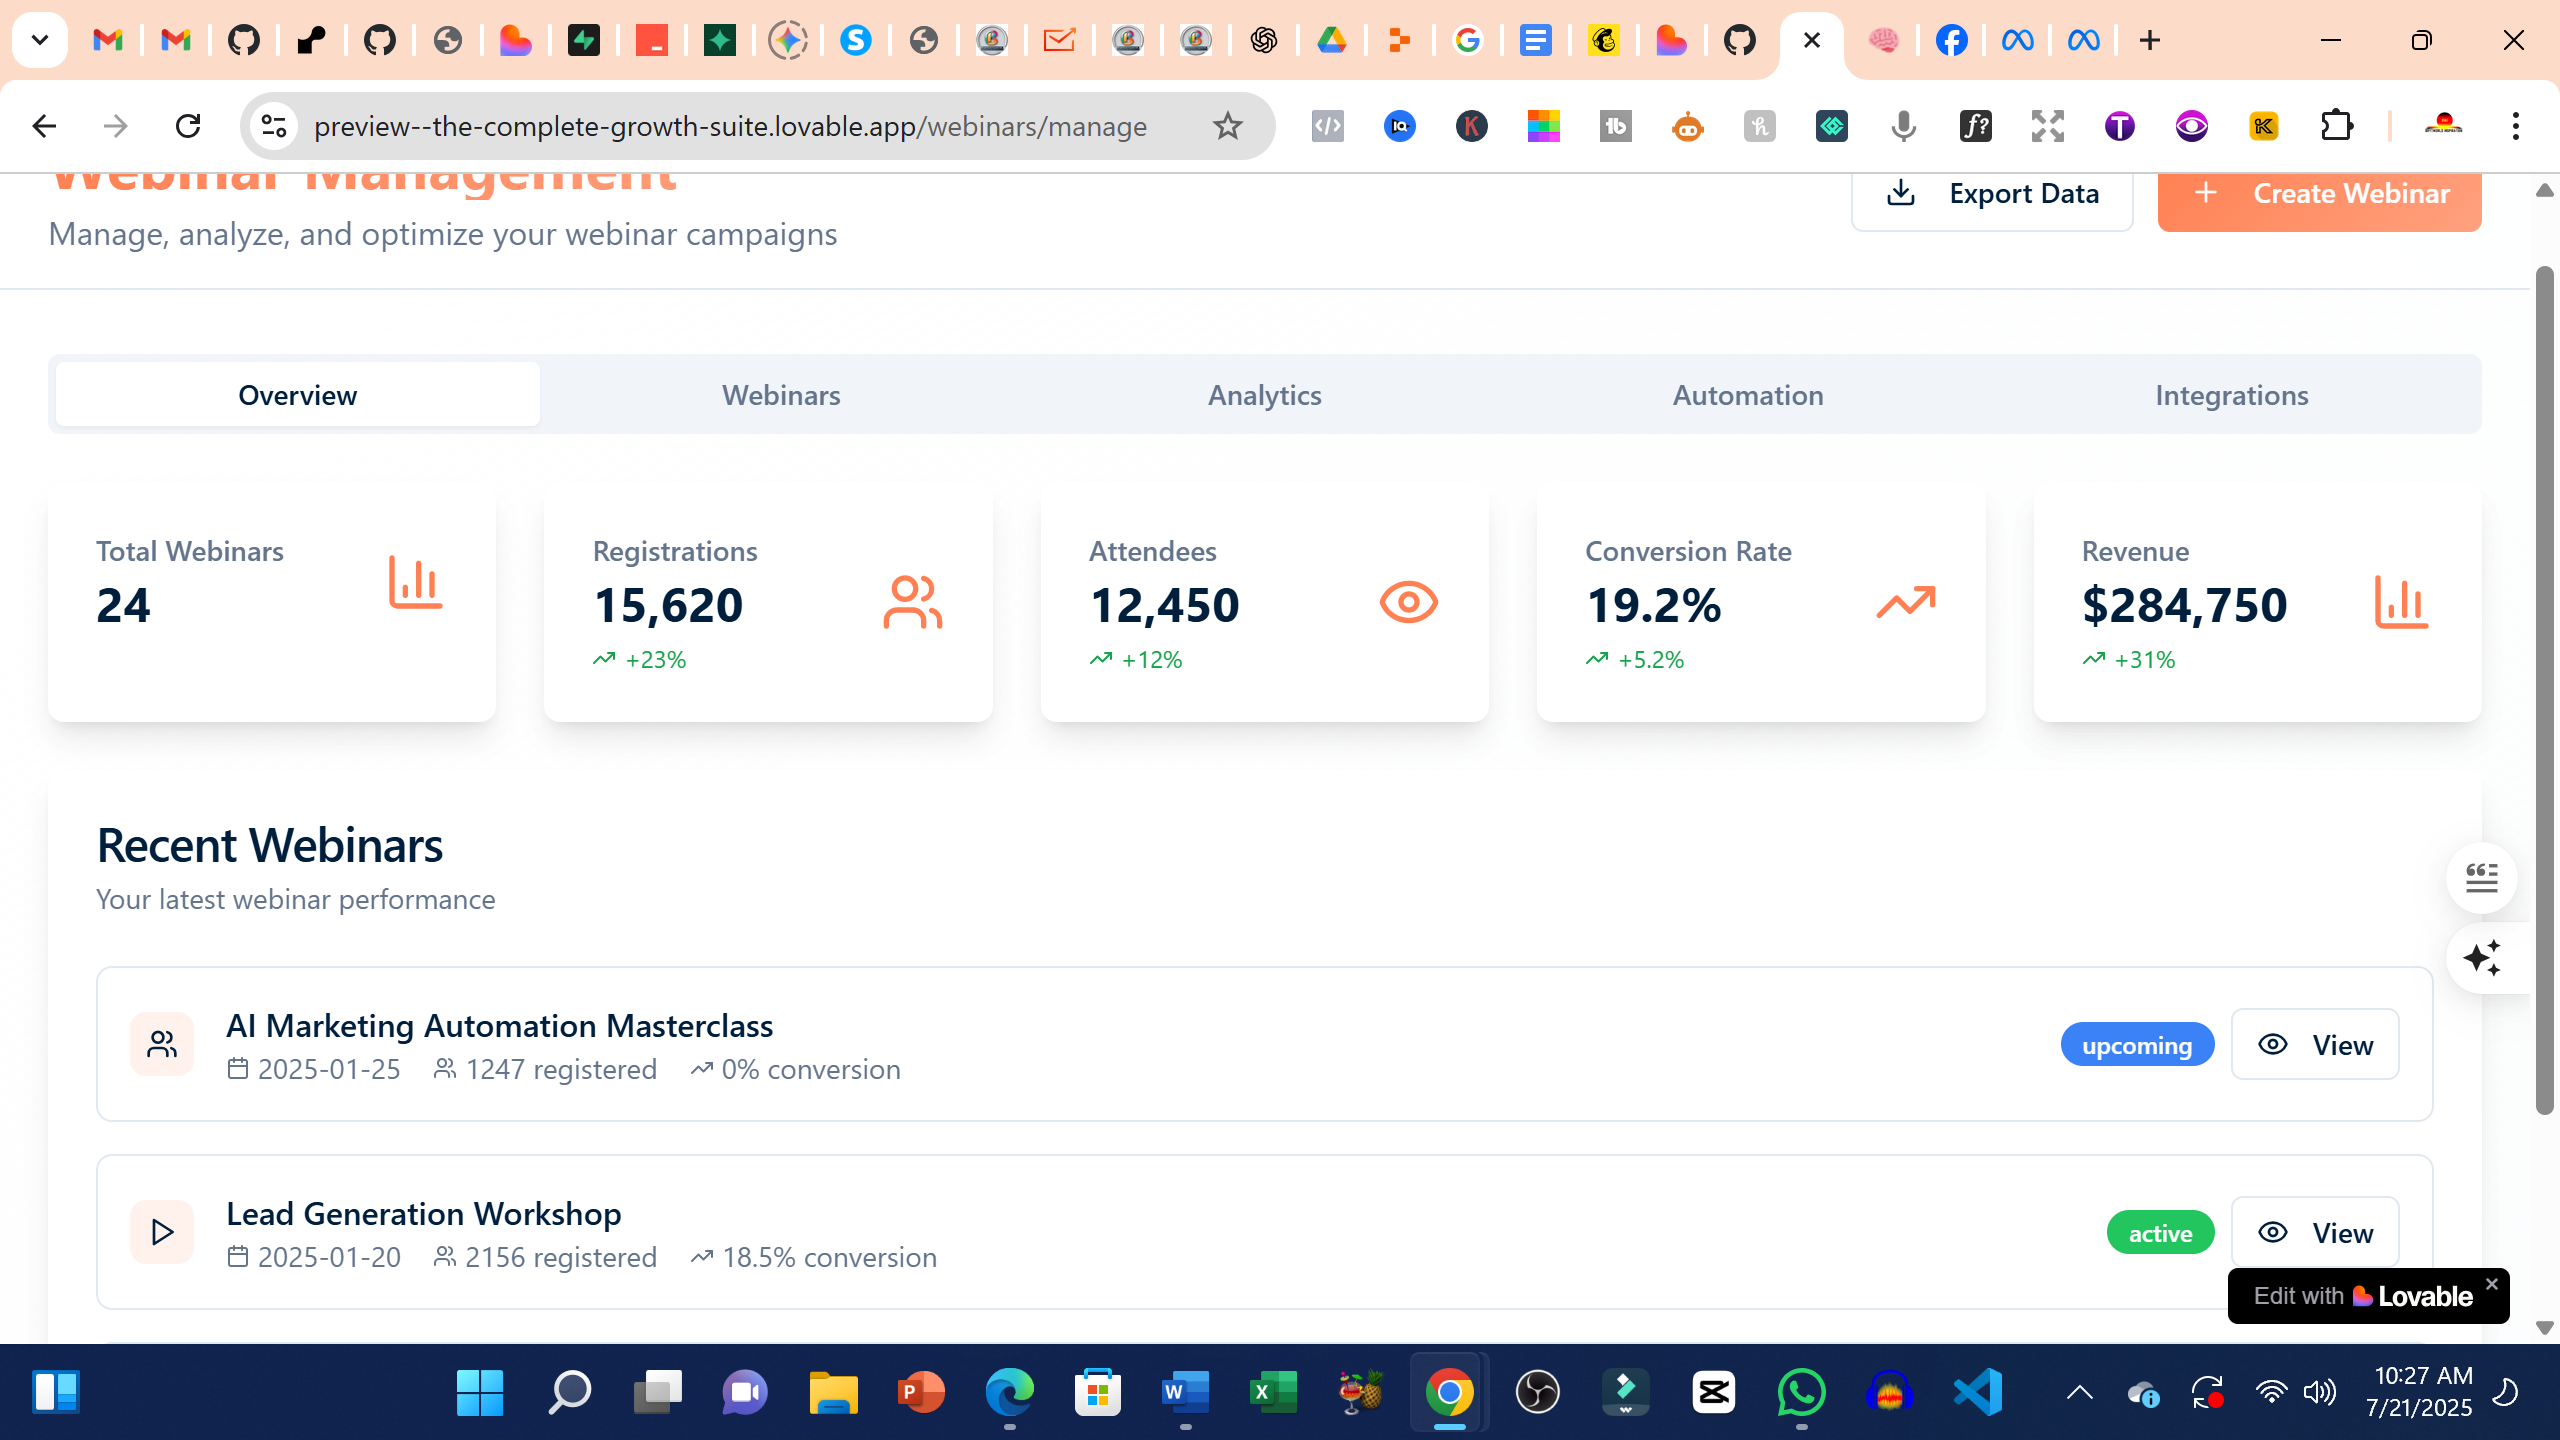 preview--the-complete-growth-suite.lovable.app/webinars/manage
Webinar Management
Export Data
Create Webinar
Manage, analyze, and optimize your webinar campaigns
Overview
Webinars
Analytics
Automation
Integrations
Total Webinars
24
Registrations
15,620
+23%
Attendees
12,450
+12%
Conversion Rate
19.2%
+5.2%
Revenue
$284,750
+31%
Recent Webinars
Your latest webinar performance
AI Marketing Automation Masterclass
2025-01-25 1247 registered 0% conversion
upcoming
View
Lead Generation Workshop
2025-01-20 2156 registered 18.5% conversion
active
View
Edit with Lovable
10:27 AM
7/21/2025